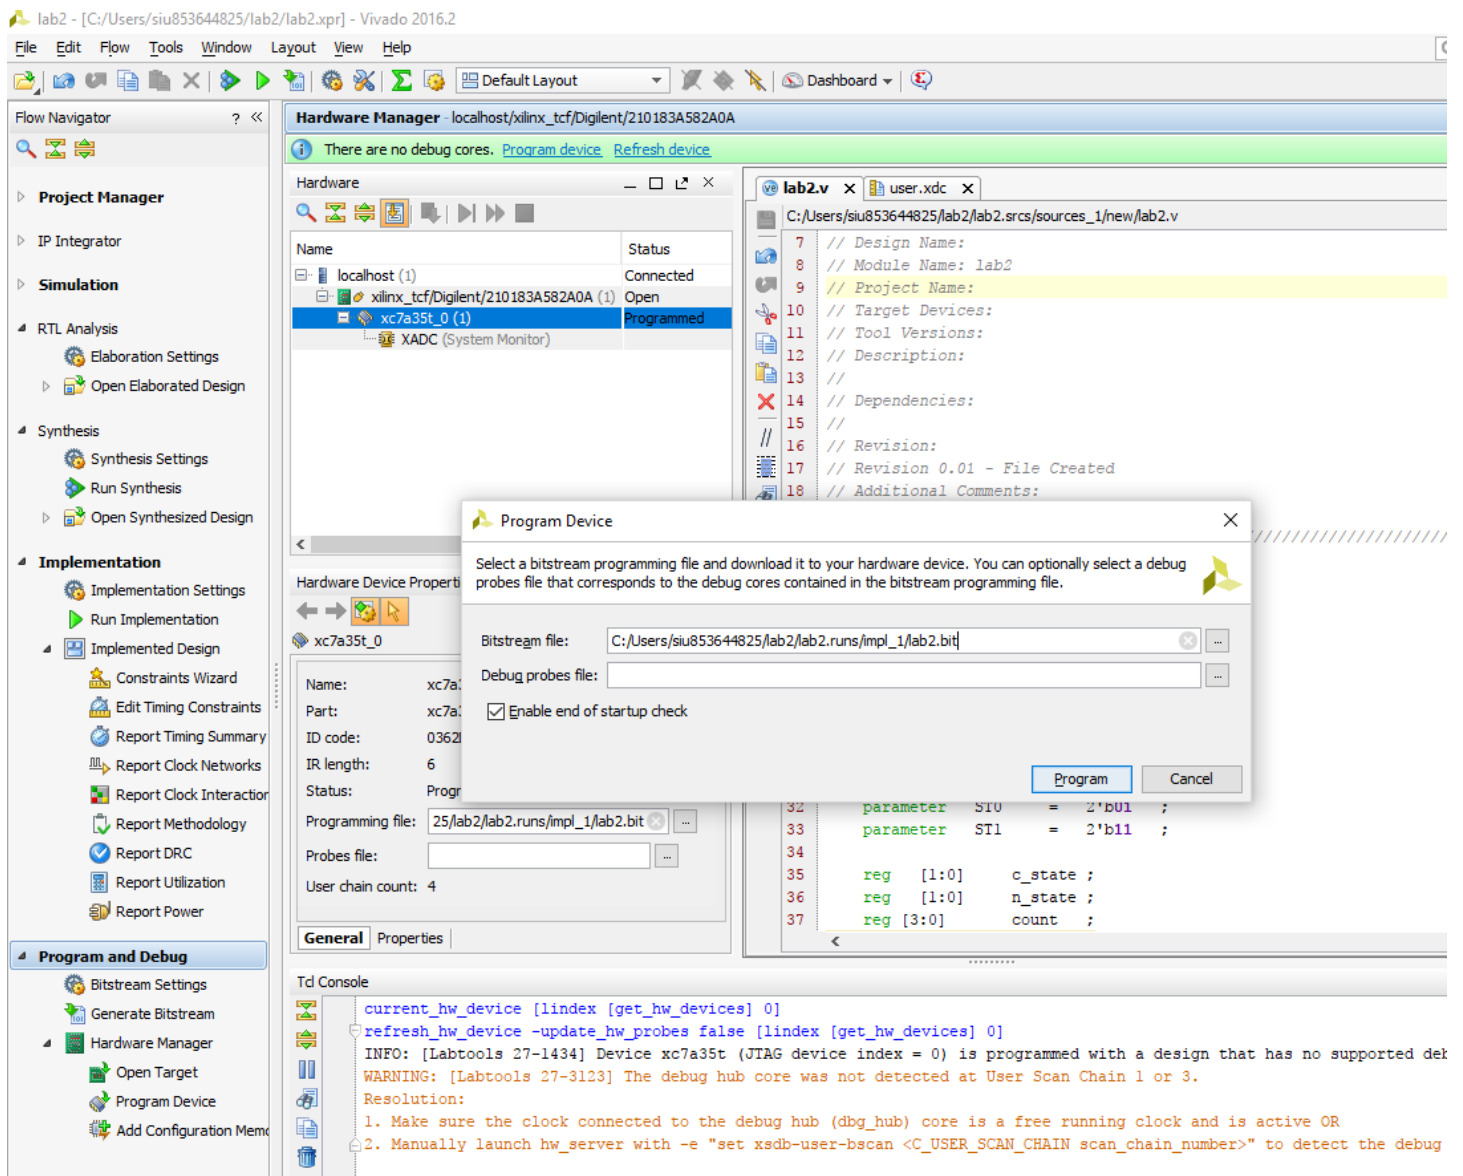 lab2 - [C:/Users/siu853644825/lab2/lab2.xpr] - Vivado 2016.2
File Edit Flow Tools Window Layout View Help
Default Layout
Dashboard
Flow Navigator ? «
Project Manager
IP Integrator
Simulation
RTL Analysis
Elaboration Settings
Open Elaborated Design
Synthesis
Synthesis Settings
Run Synthesis
Open Synthesized Design
Implementation
Implementation Settings
Run Implementation
Implemented Design
Constraints Wizard
Edit Timing Constraints
Report Timing Summary
Report Clock Networks
Report Clock Interaction
Report Methodology
Report DRC
Report Utilization
Report Power
Program and Debug
Bitstream Settings
Generate Bitstream
Hardware Manager
Open Target
Program Device
Add Configuration Memo
Hardware Manager - localhost/xilinx_tcf/Digilent/210183A582A0A
There are no debug cores. Program device Refresh device
Hardware
Name Status
localhost (1) Connected
xilinx_tcf/Digilent/210183A582A0A (1) Open
xc7a35t_0 (1) Programmed
XADC (System Monitor)
Hardware Device Properti
xc7a35t_0
Name: xc7a
Part: xc7a
ID code: 0362
IR length: 6
Status: Progr
Programming file: 25/lab2/lab2.runs/impl_1/lab2.bit ...
Probes file: ...
User chain count: 4
General Properties
lab2.v user.xdc
C:/Users/siu853644825/lab2/lab2.srcs/sources_1/new/lab2.v
7 // Design Name:
8 // Module Name: lab2
9 // Project Name:
10 // Target Devices:
11 // Tool Versions:
12 // Description:
13 //
14 // Dependencies:
15 //
16 // Revision:
17 // Revision 0.01 - File Created
18 // Additional Comments:
/////////////////////
32 parameter ST0 = 2'b01 ;
33 parameter ST1 = 2'b11 ;
34
35 reg [1:0] c_state ;
36 reg [1:0] n_state ;
37 reg [3:0] count ;
Program Device
Select a bitstream programming file and download it to your hardware device. You can optionally select a debug
probes file that corresponds to the debug cores contained in the bitstream programming file.
Bitstream file: C:/Users/siu853644825/lab2/lab2.runs/impl_1/lab2.bit ...
Debug probes file: ...
Enable end of startup check
Program Cancel
Tcl Console
current_hw_device [lindex [get_hw_devices] 0]
refresh_hw_device -update_hw_probes false [lindex [get_hw_devices] 0]
INFO: [Labtools 27-1434] Device xc7a35t (JTAG device index = 0) is programmed with a design that has no supported deb
WARNING: [Labtools 27-3123] The debug hub core was not detected at User Scan Chain 1 or 3.
Resolution:
1. Make sure the clock connected to the debug hub (dbg_hub) core is a free running clock and is active OR
2. Manually launch hw_server with -e "set xsdb-user-bscan <C_USER_SCAN_CHAIN scan_chain_number>" to detect the debug